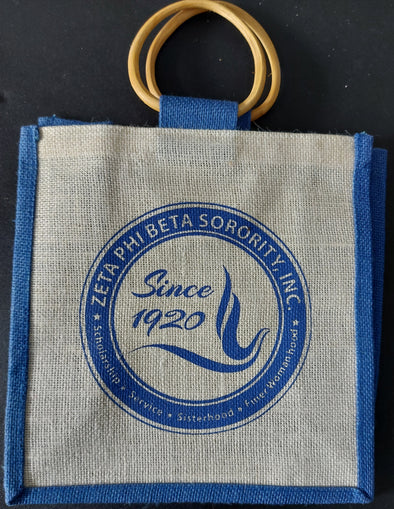 ZETA PHI BETA SORORITY, INC.
Since
1920
★ Scholarship ★ Service ★ Sisterhood ★ Finer Womanhood ★